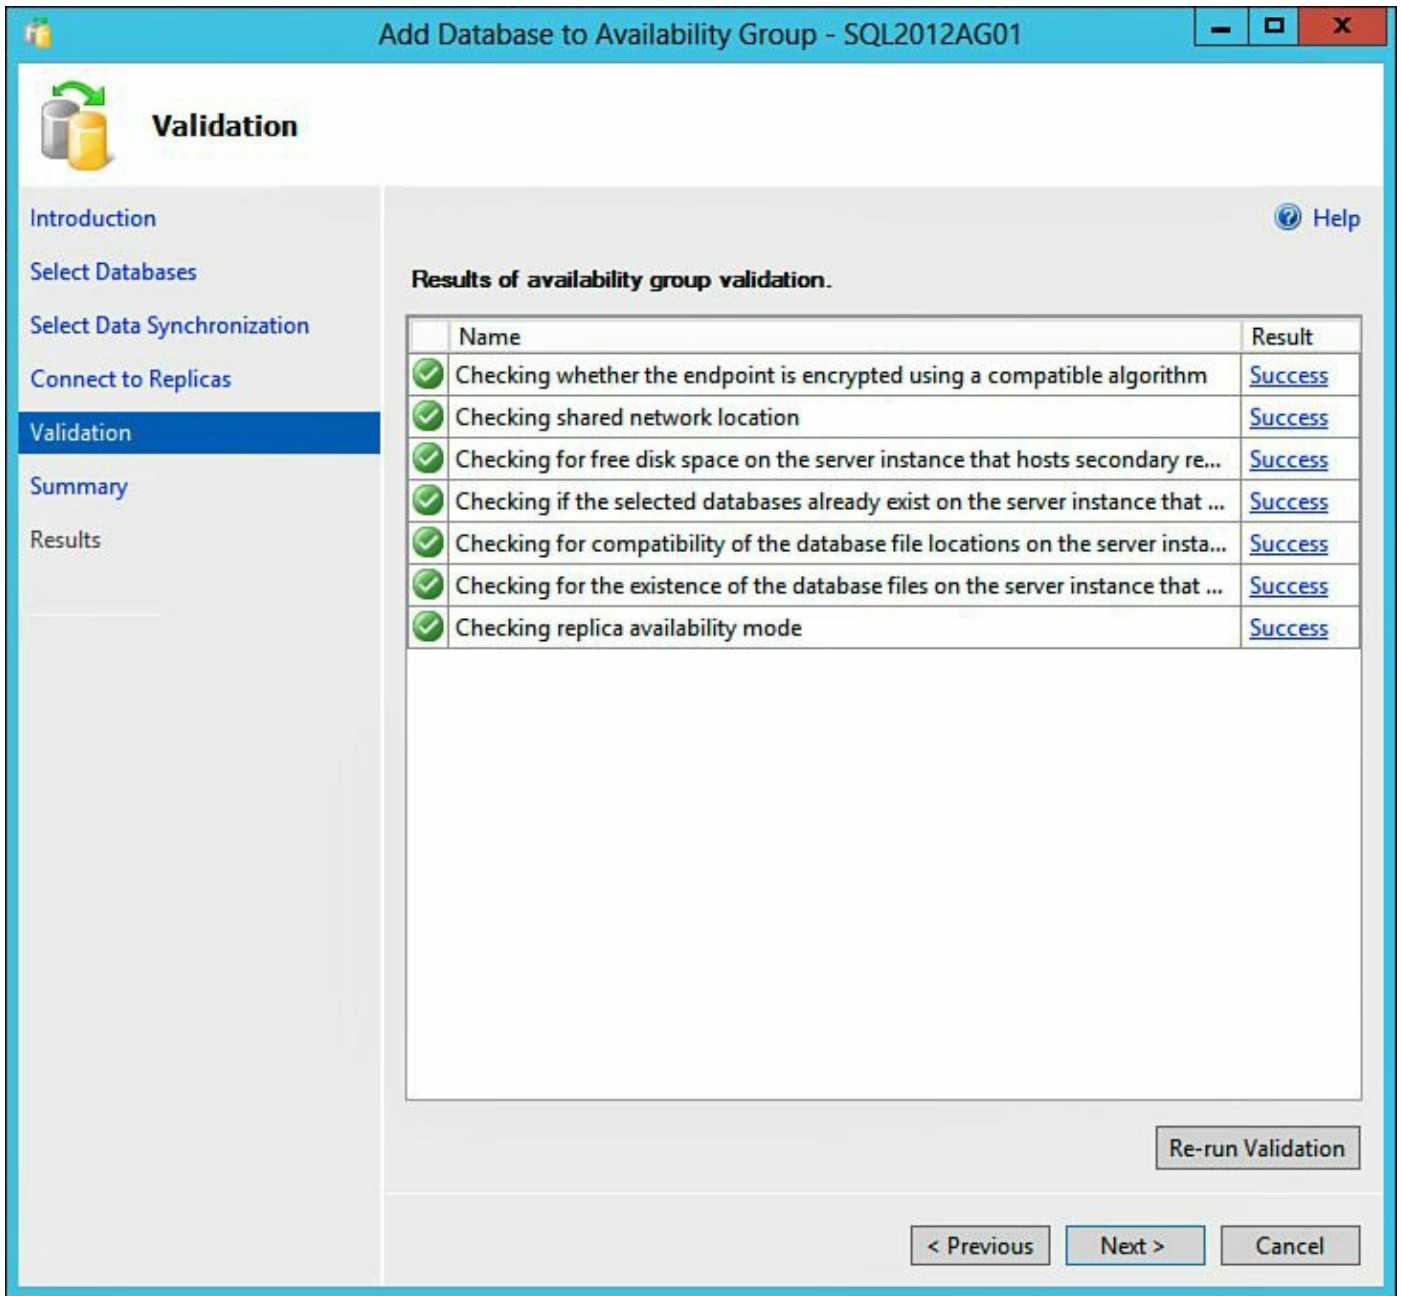 Add Database to Availability Group - SQL2012AG01
Validation
Introduction
Select Databases
Select Data Synchronization
Connect to Replicas
Validation
Summary
Results
Help
Results of availability group validation.
Name Result
Checking whether the endpoint is encrypted using a compatible algorithm Success
Checking shared network location Success
Checking for free disk space on the server instance that hosts secondary re... Success
Checking if the selected databases already exist on the server instance that ... Success
Checking for compatibility of the database file locations on the server insta... Success
Checking for the existence of the database files on the server instance that ... Success
Checking replica availability mode Success
Re-run Validation
< Previous Next > Cancel